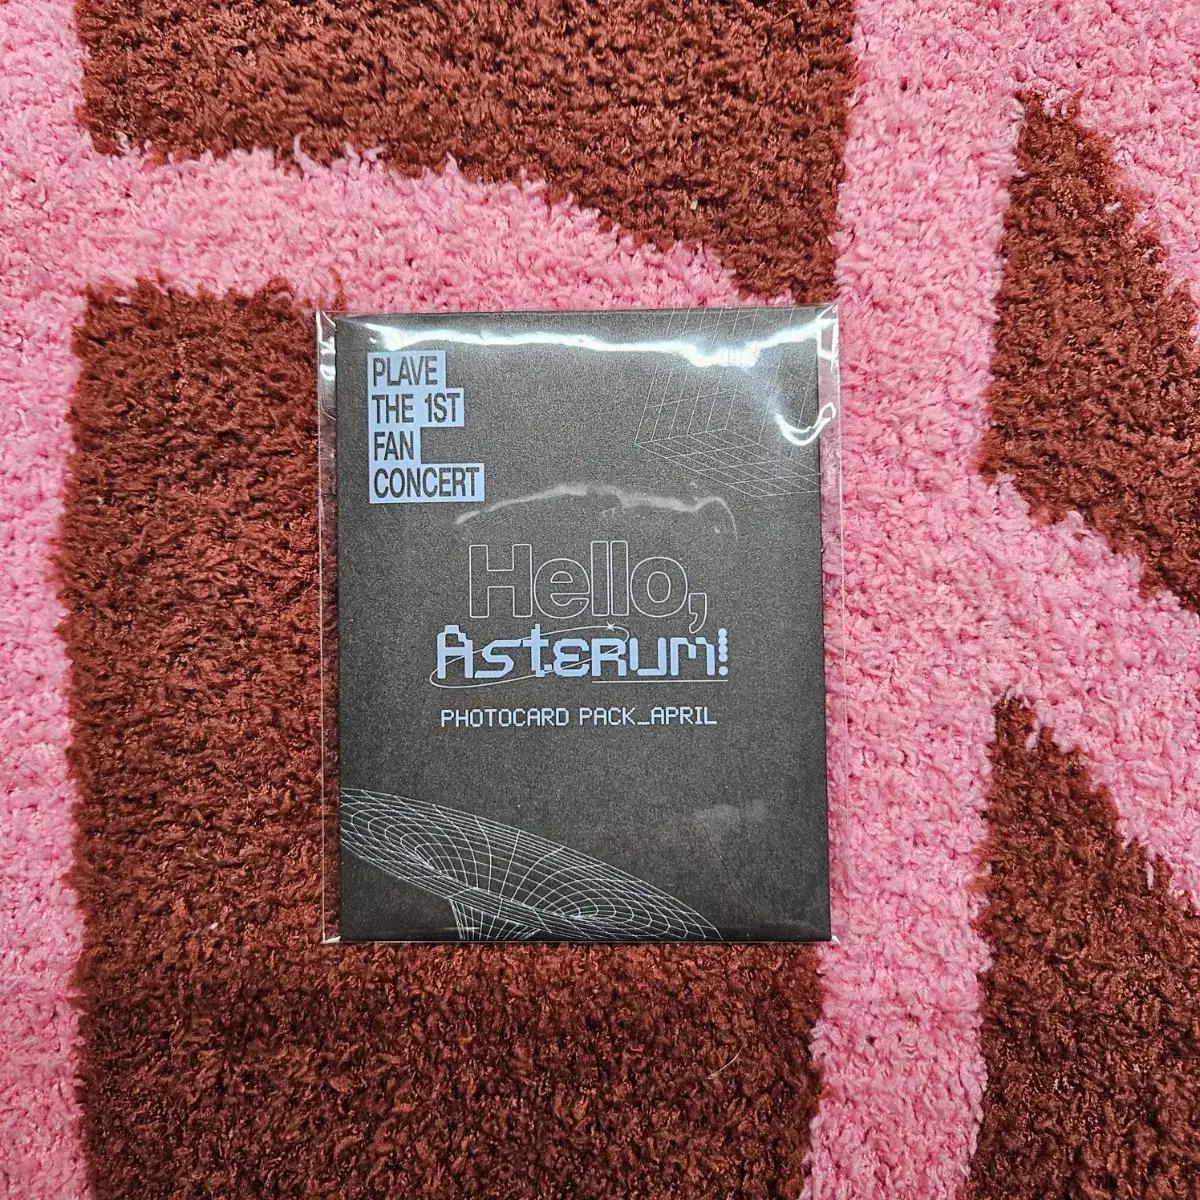 PLAVE
THE 1ST
FAN
CONCERT
Hello,
Asterum!
PHOTOCARD PACK_APRIL